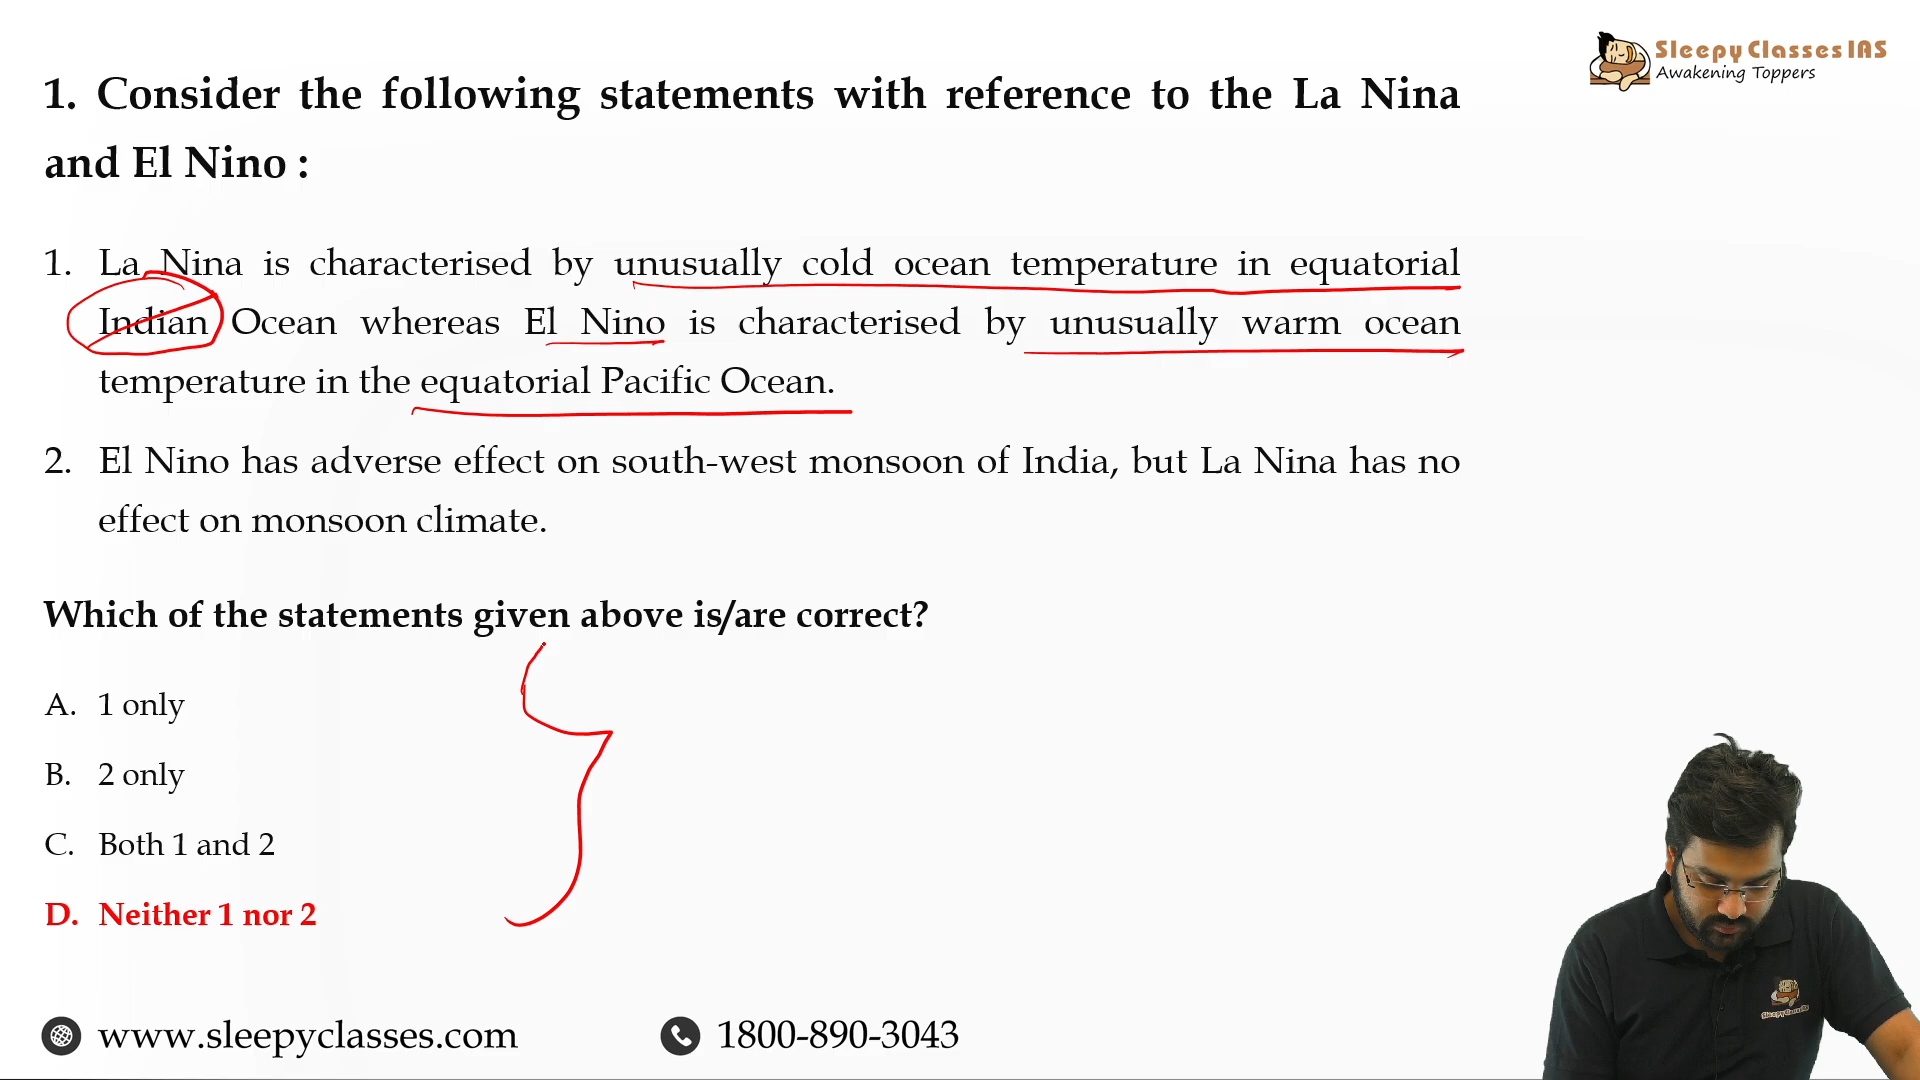 Sleepy Classes IAS
Awakening Toppers
1. Consider the following statements with reference to the La Nina
and El Nino :
1. La Nina is characterised by unusually cold ocean temperature in equatorial
Indian Ocean whereas El Nino is characterised by unusually warm ocean
temperature in the equatorial Pacific Ocean.
2. El Nino has adverse effect on south-west monsoon of India, but La Nina has no
effect on monsoon climate.
Which of the statements given above is/are correct?
A. 1 only
B. 2 only
C. Both 1 and 2
D. Neither 1 nor 2
www.sleepyclasses.com 1800-890-3043
SleepyClasses